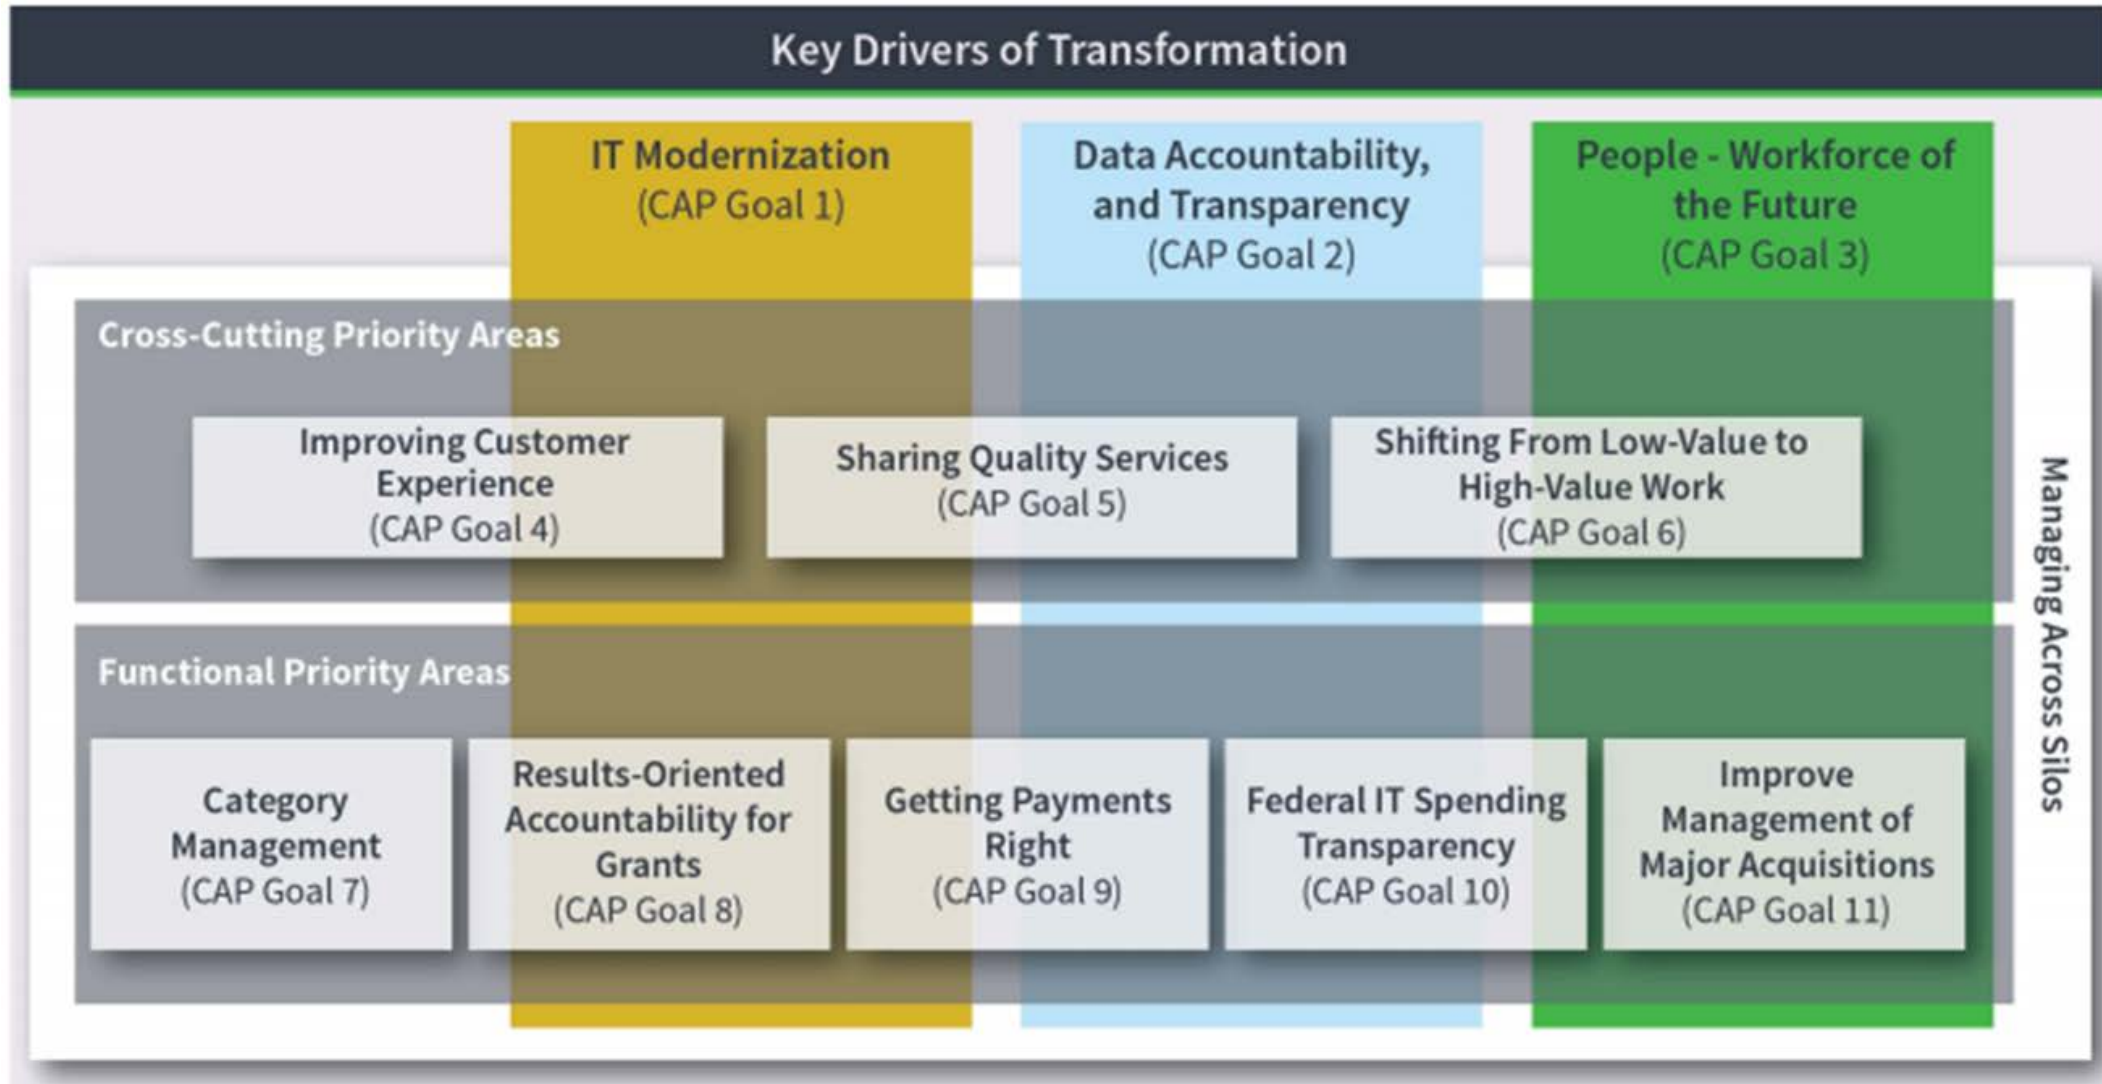 Key Drivers of Transformation
IT Modernization
(CAP Goal 1)
Data Accountability,
and Transparency
(CAP Goal 2)
People - Workforce of
the Future
(CAP Goal 3)
Cross-Cutting Priority Areas
Improving Customer
Experience
(CAP Goal 4)
Sharing Quality Services
(CAP Goal 5)
Shifting From Low-Value to
High-Value Work
(CAP Goal 6)
Functional Priority Areas
Category
Management
(CAP Goal 7)
Results-Oriented
Accountability for
Grants
(CAP Goal 8)
Getting Payments
Right
(CAP Goal 9)
Federal IT Spending
Transparency
(CAP Goal 10)
Improve
Management of
Major Acquisitions
(CAP Goal 11)
Managing Across Silos